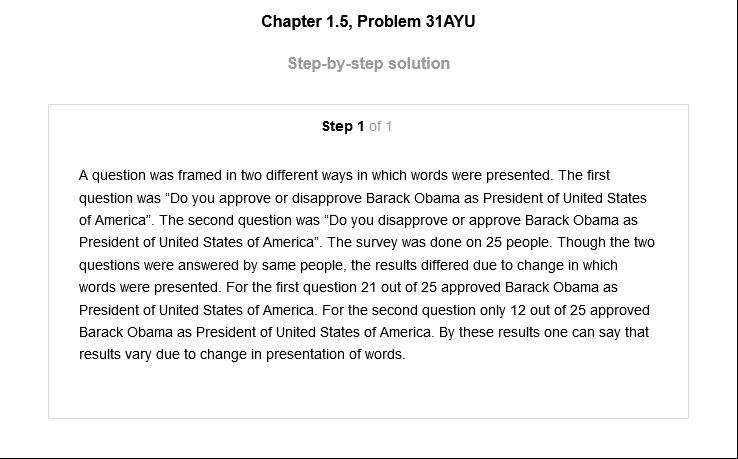 Chapter 1.5, Problem 31AYU
Step-by-step solution
Step 1 of 1
A question was framed in two different ways in which words were presented. The first
question was “Do you approve or disapprove Barack Obama as President of United States
of America”. The second question was “Do you disapprove or approve Barack Obama as
President of United States of America”. The survey was done on 25 people. Though the two
questions were answered by same people, the results differed due to change in which
words were presented. For the first question 21 out of 25 approved Barack Obama as
President of United States of America. For the second question only 12 out of 25 approved
Barack Obama as President of United States of America. By these results one can say that
results vary due to change in presentation of words.